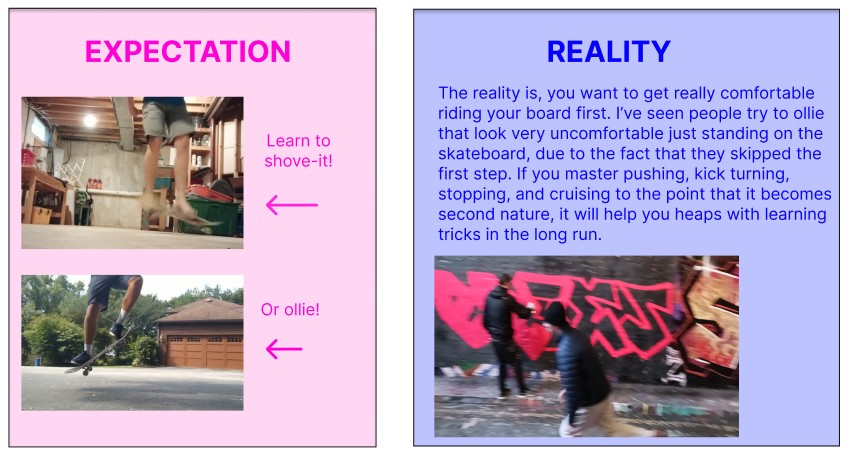 EXPECTATION
Learn to
shove-it!
Or ollie!
REALITY
The reality is, you want to get really comfortable
riding your board first. I’ve seen people try to ollie
that look very uncomfortable just standing on the
skateboard, due to the fact that they skipped the
first step. If you master pushing, kick turning,
stopping, and cruising to the point that it becomes
second nature, it will help you heaps with learning
tricks in the long run.